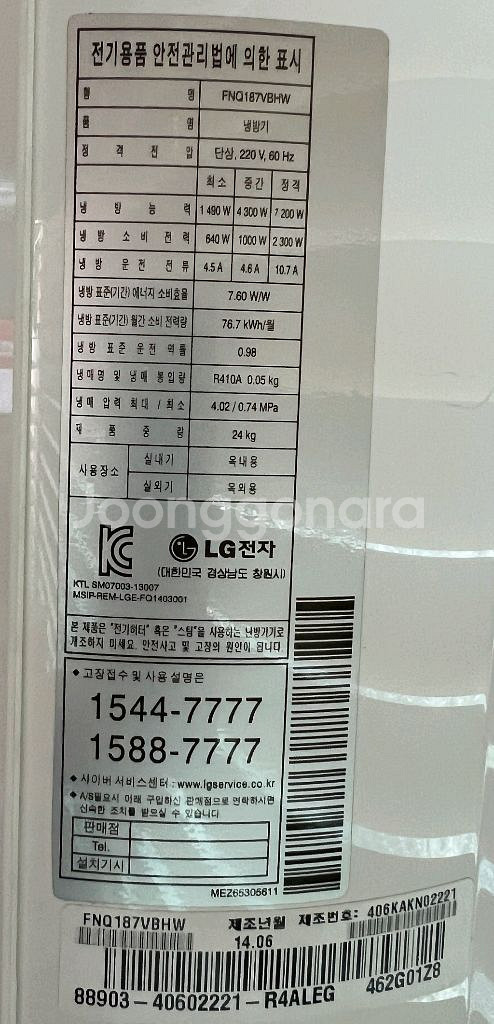 전기용품 안전관리법에 의한 표시
형 명 FNQ187VBHW
품 명 냉방기
정 격 전 압 단상, 220 V, 60 Hz
최소 중간 정격
냉 방 능 력 1 490 W 4 300 W 7 200 W
냉 방 소 비 전 력 640 W 1000 W 2 300 W
냉 방 운 전 전 류 4.5 A 4.6 A 10.7 A
냉방 표준(기간) 에너지 소비효율 7.60 W/W
냉방 표준(기간) 월간 소비 전력량 76.7 kWh/월
냉 방 표 준 운 전 역 률 0.98
냉 매 명 및 냉 매 봉 입 량 R410A 0.05 kg
냉 매 압 력 최 대 / 최 소 4.02 / 0.74 MPa
제 품 중 량 24 kg
사용장소 실내기 옥내용
실외기 옥외용
Joonggonara
KC
LG전자
(대한민국 경상남도 창원시)
KTL SM07003-13007
MSIP-REM-LGE-FQ1403001
본 제품은 "전기히터" 혹은 "스팀"을 사용하는 난방기기로
개조하지 미세요. 안전사고 및 고장의 원인이 됩니다
◆ 고장접수 및 사용 설명은
1544-7777
1588-7777
◆ 사이버 서비스센터 : www.lgservice.co.kr
◆ A/S필요시 아래 구입하신 판매점으로 연락하시면
신속한 조치를 받으실 수 있습니다.
판매점
Tel.
설치기사
MEZ65305611
FNQ187VBHW 제조년월 제조번호: 406KAKN02221
14.06
88903-40602221-R4ALEG 462G01Z8